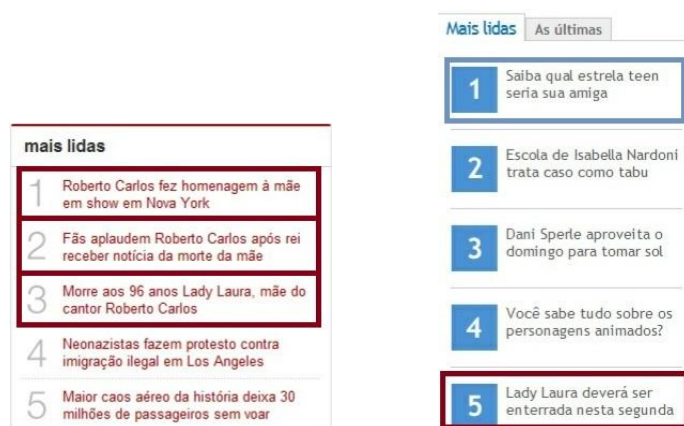 mais lidas
1 Roberto Carlos fez homenagem à mãe
em show em Nova York
2 Fãs aplaudem Roberto Carlos após rei
receber notícia da morte da mãe
3 Morre aos 96 anos Lady Laura, mãe do
cantor Roberto Carlos
4 Neonazistas fazem protesto contra
imigração ilegal em Los Angeles
5 Maior caos aéreo da história deixa 30
milhões de passageiros sem voar
Mais lidas As últimas
1 Saiba qual estrela teen
seria sua amiga
2 Escola de Isabella Nardoni
trata caso como tabu
3 Dani Sperle aproveita o
domingo para tomar sol
4 Você sabe tudo sobre os
personagens animados?
5 Lady Laura deverá ser
enterrada nesta segunda